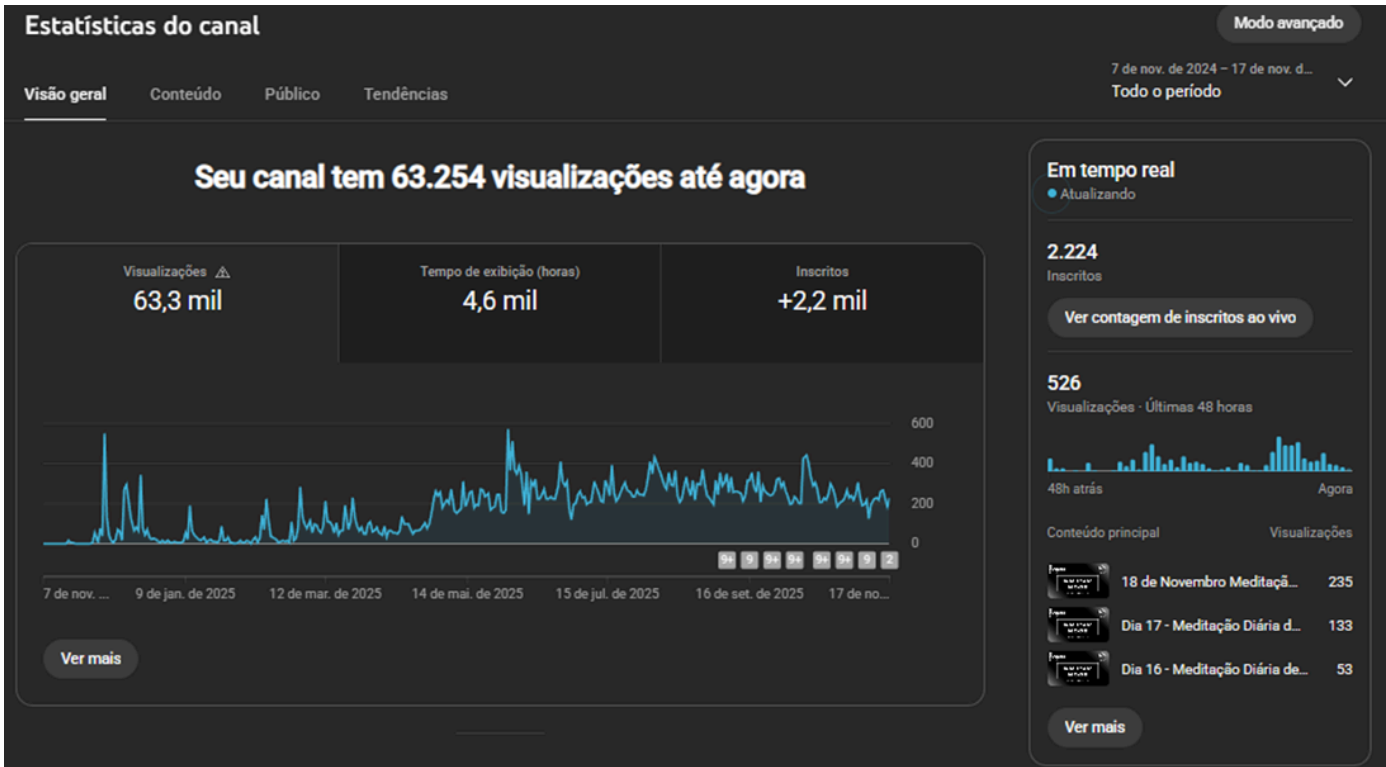 Estatísticas do canal
Modo avançado
Visão geral
Conteúdo
Público
Tendências
7 de nov. de 2024 – 17 de nov. d...
Todo o período
Seu canal tem 63.254 visualizações até agora
Visualizações
63,3 mil
Tempo de exibição (horas)
4,6 mil
Inscritos
+2,2 mil
600
400
200
0
9+ 9 9+ 9+ 9+ 9+ 9 2
7 de nov. ...
9 de jan. de 2025
12 de mar. de 2025
14 de mai. de 2025
15 de jul. de 2025
16 de set. de 2025
17 de no...
Ver mais
Em tempo real
Atualizando
2.224
Inscritos
Ver contagem de inscritos ao vivo
526
Visualizações · Últimas 48 horas
48h atrás
Agora
Conteúdo principal
Visualizações
18 de Novembro Meditaçã... 235
Dia 17 - Meditação Diária d... 133
Dia 16 - Meditação Diária de... 53
Ver mais